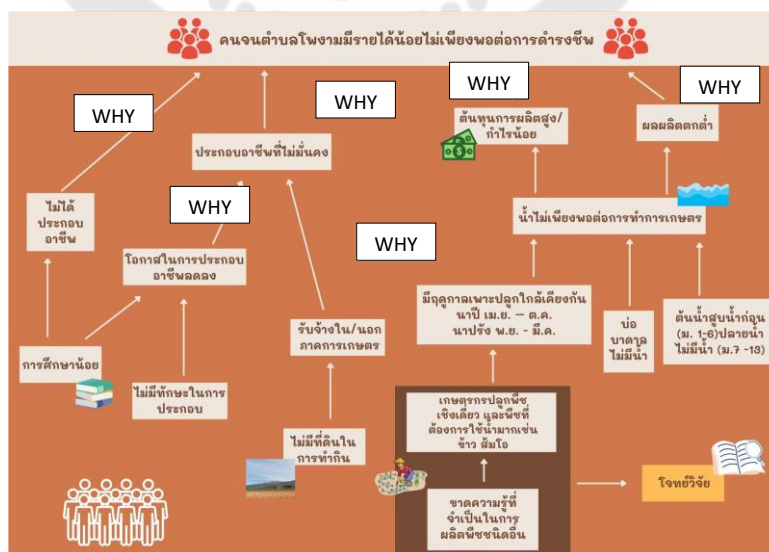 คนจนตำบลโพงามมีรายได้น้อยไม่เพียงพอต่อการดำรงชีพ
WHY
WHY
WHY
ต้นทุนการผลิตสูง/
กำไรน้อย
ผลผลิตตกต่ำ
ประกอบอาชีพที่ไม่มั่นคง
ไม่ได้
ประกอบ
อาชีพ
WHY
น้ำไม่เพียงพอต่อการทำการเกษตร
WHY
โอกาสในการประกอบ
อาชีพลดลง
มีฤดูกาลเพาะปลูกใกล้เคียงกัน
นาปี เม.ย. – ต.ค.
นาปรัง พ.ย. - มี.ค.
บ่อ
บาดาล
ไม่มีน้ำ
ต้นน้ำสูบน้ำก่อน
(ม. 1-6)ปลายน้ำ
ไม่มีน้ำ (ม.7 -13)
รับจ้างใน/นอก
ภาคการเกษตร
การศึกษาน้อย
ไม่มีทักษะในการ
ประกอบ
เกษตรกรปลูกพืช
เชิงเดี่ยว และพืชที่
ต้องการใช้น้ำมากเช่น
ข้าว ส้มโอ
ไม่มีที่ดินใน
การทำกิน
โจทย์วิจัย
ขาดความรู้ที่
จำเป็นในการ
ผลิตพืชชนิดอื่น